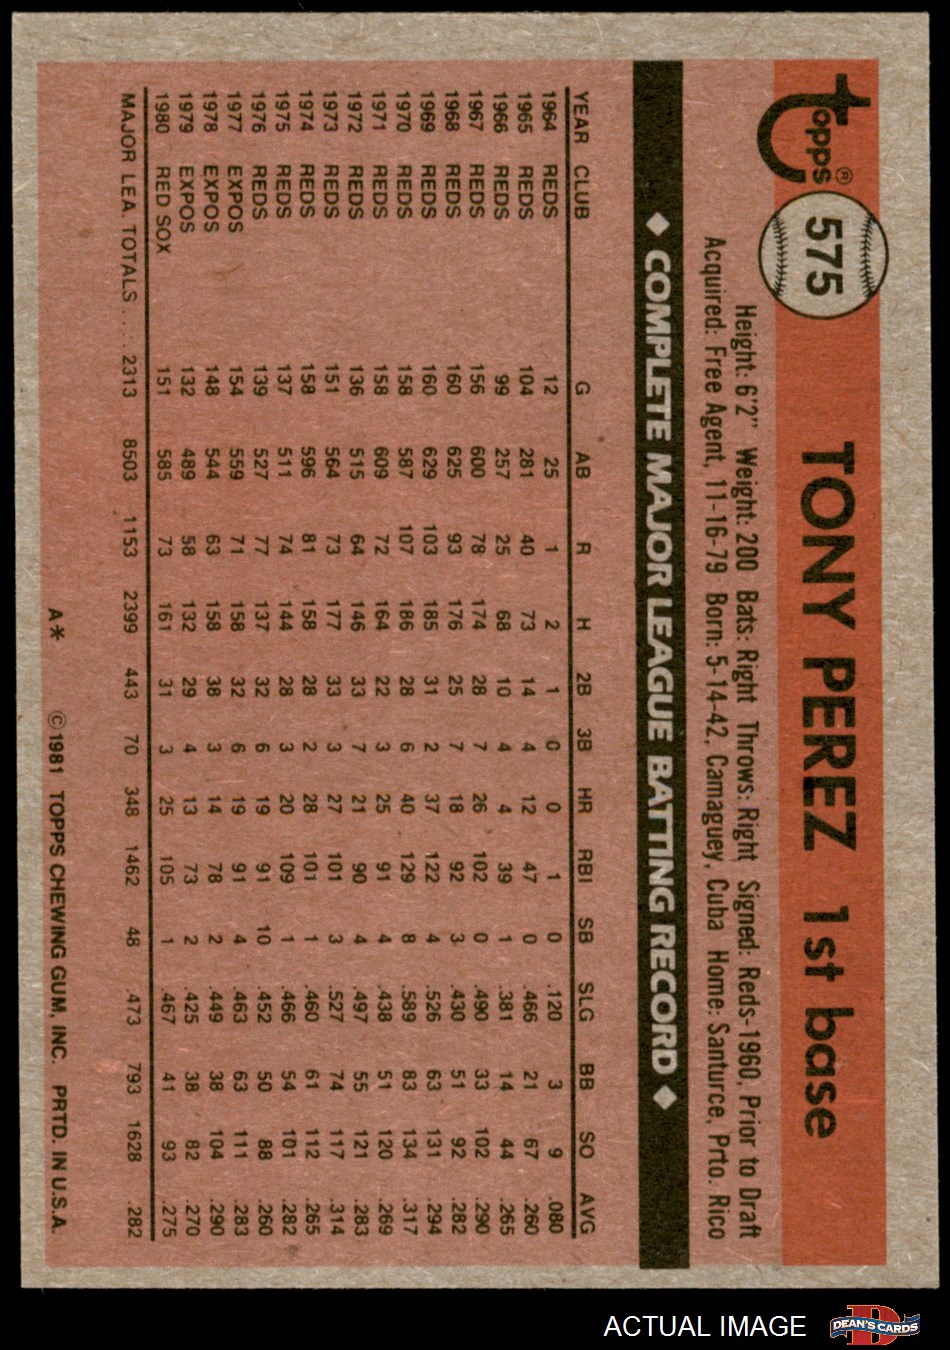 Topps® 575 TONY PEREZ 1st base
Height: 6'2" Weight: 200 Bats: Right Throws: Right Signed: Reds-1960, Prior to Draft
Acquired: Free Agent, 11-16-79 Born: 5-14-42, Camaguey, Cuba Home: Santurce, Prto. Rico
◆ COMPLETE MAJOR LEAGUE BATTING RECORD ◆
YEAR CLUB G AB R H 2B 3B HR RBI SB SLG BB SO AVG
1964 REDS 12 25 1 2 1 0 0 1 0 .120 3 9 .080
1965 REDS 104 281 40 73 14 4 12 47 0 .466 21 67 .260
1966 REDS 99 257 25 68 10 4 4 39 1 .381 14 44 .265
1967 REDS 156 600 78 174 28 7 26 102 0 .490 33 102 .290
1968 REDS 160 625 93 176 25 7 18 92 3 .430 51 92 .282
1969 REDS 160 629 103 185 31 2 37 122 4 .526 63 131 .294
1970 REDS 158 587 107 186 28 6 40 129 8 .589 83 134 .317
1971 REDS 158 609 72 164 22 3 25 91 4 .438 51 120 .269
1972 REDS 136 515 64 146 33 7 21 90 4 .497 55 121 .283
1973 REDS 151 564 73 177 33 3 27 101 3 .527 74 117 .314
1974 REDS 158 596 81 158 28 2 28 101 1 .460 61 112 .265
1975 REDS 137 511 74 144 28 3 20 109 1 .466 54 101 .282
1976 REDS 139 527 77 137 32 6 19 91 10 .452 50 88 .260
1977 EXPOS 154 559 71 158 32 6 19 91 4 .463 63 111 .283
1978 EXPOS 148 544 63 158 38 3 14 78 2 .449 38 104 .290
1979 EXPOS 132 489 58 132 29 4 13 73 2 .425 38 82 .270
1980 RED SOX 151 585 73 161 31 3 25 105 1 .467 41 93 .275
MAJOR LEA. TOTALS . . . 2313 8503 1153 2399 443 70 348 1462 48 .473 793 1628 .282
A* ©1981 TOPPS CHEWING GUM, INC. PRTD. IN U.S.A.
ACTUAL IMAGE D DEAN'S CARDS